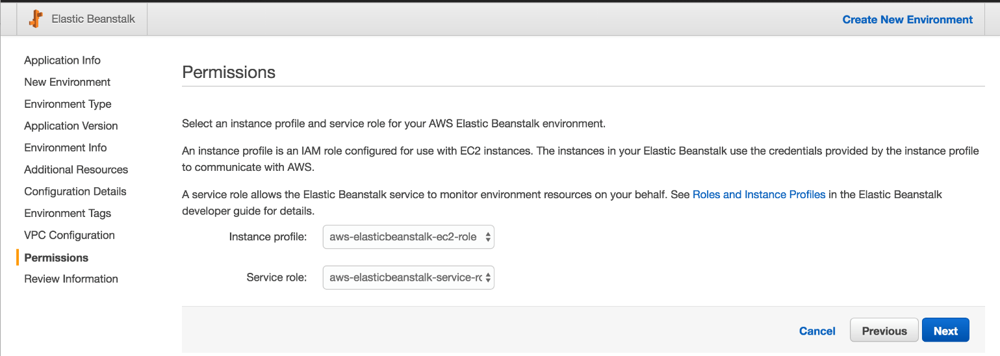 Elastic Beanstalk
Create New Environment
Application Info
New Environment
Environment Type
Application Version
Environment Info
Additional Resources
Configuration Details
Environment Tags
VPC Configuration
Permissions
Review Information
Permissions
Select an instance profile and service role for your AWS Elastic Beanstalk environment.
An instance profile is an IAM role configured for use with EC2 instances. The instances in your Elastic Beanstalk use the credentials provided by the instance profile
to communicate with AWS.
A service role allows the Elastic Beanstalk service to monitor environment resources on your behalf. See Roles and Instance Profiles in the Elastic Beanstalk
developer guide for details.
Instance profile: aws-elasticbeanstalk-ec2-role
Service role: aws-elasticbeanstalk-service-ro
Cancel Previous Next